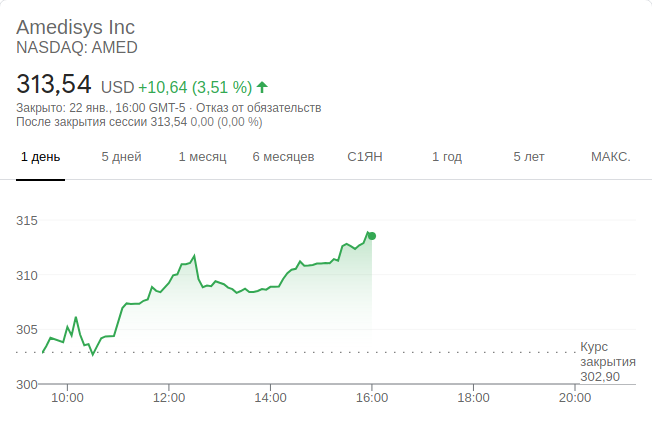 Amedisys Inc
NASDAQ: AMED
313,54 USD +10,64 (3,51 %)
Закрыто: 22 янв., 16:00 GMT-5 · Отказ от обязательств
После закрытия сессии 313,54 0,00 (0,00 %)
1 день 5 дней 1 месяц 6 месяцев С1ЯН 1 год 5 лет МАКС.
315
310
305
300
Курс
закрытия
302,90
10:00 12:00 14:00 16:00 18:00 20:00